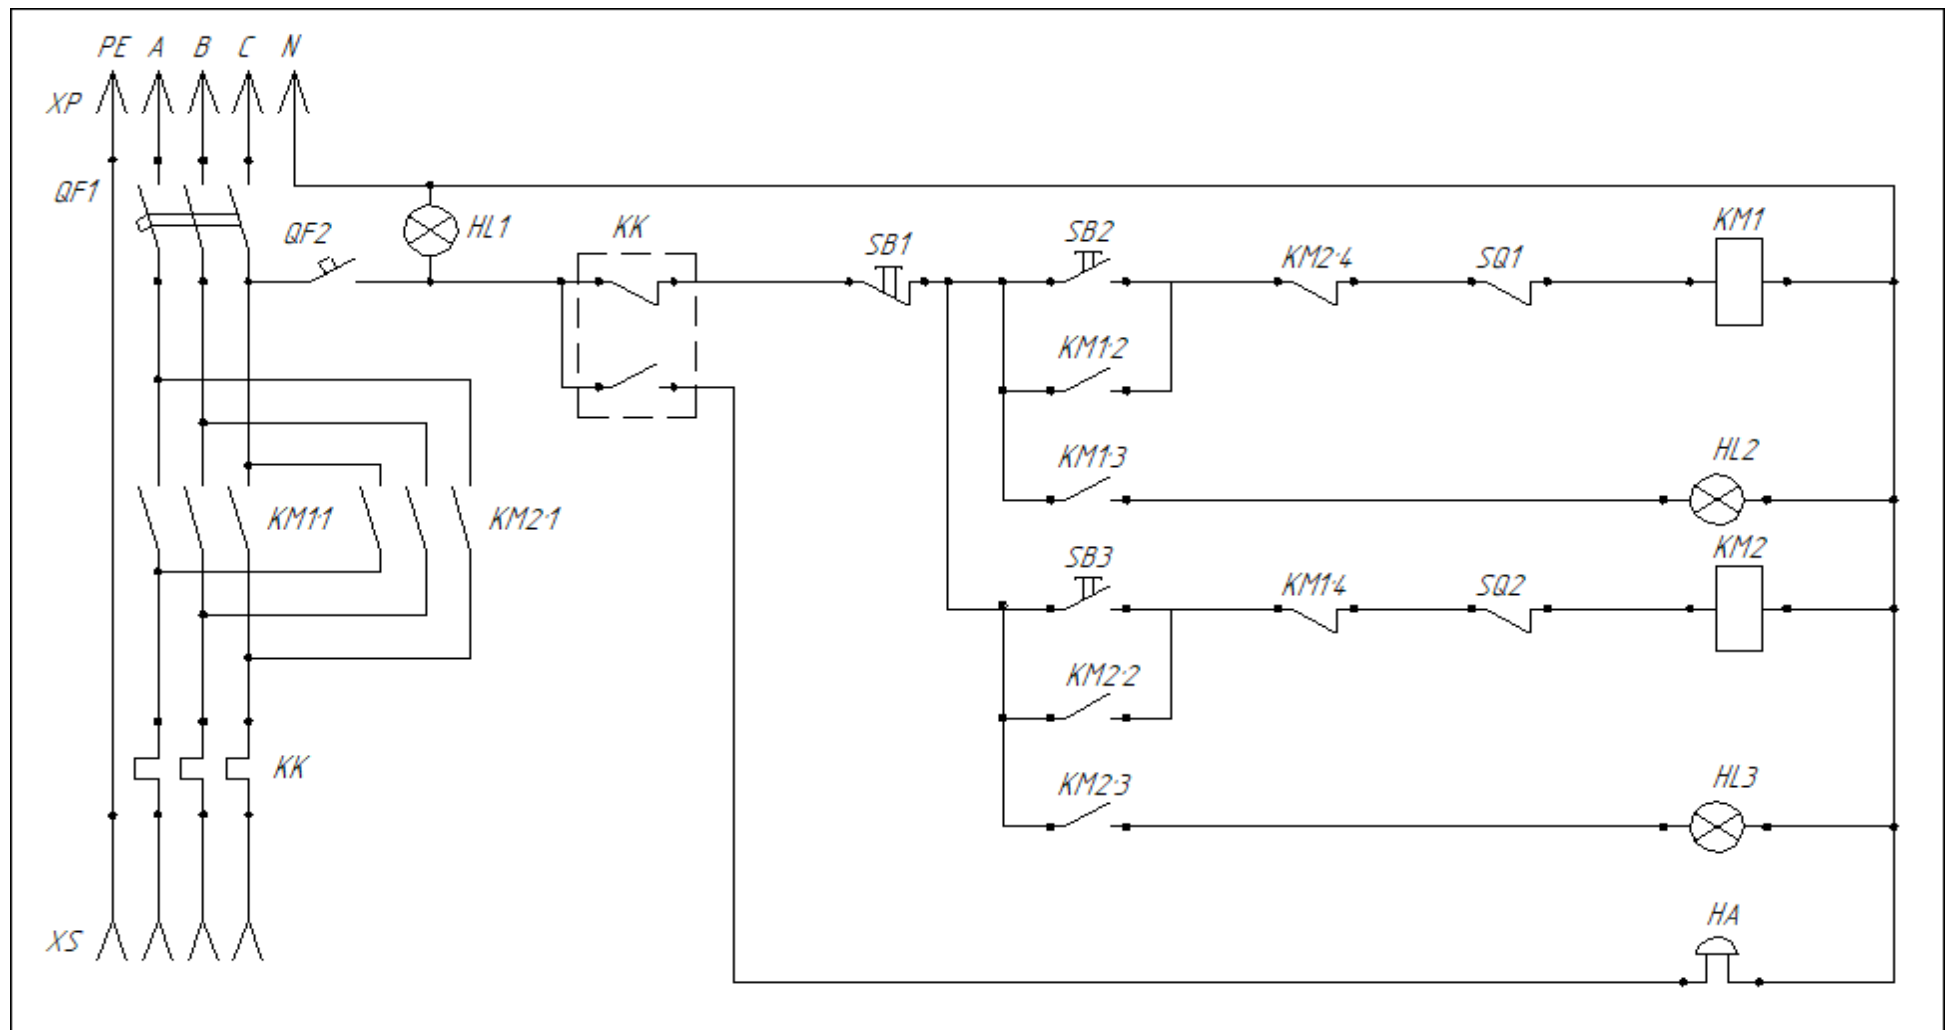 PE A B C N
XP
QF1
QF2 HL1 KK SB1 SB2 KM2·4 SQ1 KM1
KM1·2
KM1·3 HL2
KM1·1 KM2·1
SB3 KM1·4 SQ2 KM2
KM2·2
KK
KM2·3 HL3
XS
HA